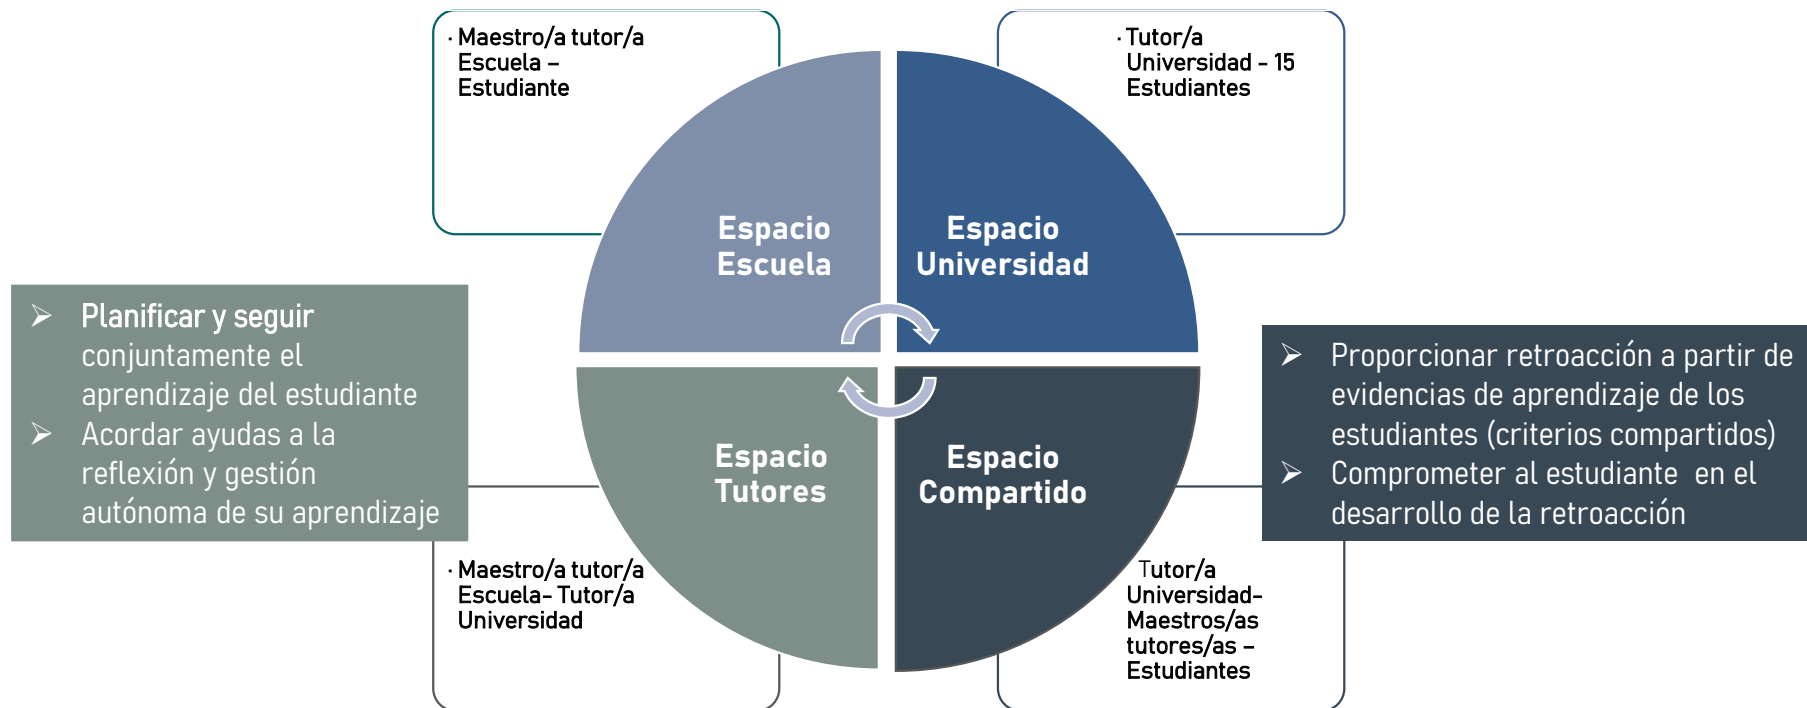 · Maestro/a tutor/a
Escuela –
Estudiante
· Tutor/a
Universidad - 15
Estudiantes
Espacio
Escuela
Espacio
Universidad
➢ Planificar y seguir
conjuntamente el
aprendizaje del estudiante
➢ Acordar ayudas a la
reflexión y gestión
autónoma de su aprendizaje
➢ Proporcionar retroacción a partir de
evidencias de aprendizaje de los
estudiantes (criterios compartidos)
➢ Comprometer al estudiante en el
desarrollo de la retroacción
Espacio
Tutores
Espacio
Compartido
· Maestro/a tutor/a
Escuela- Tutor/a
Universidad
Tutor/a
Universidad-
Maestros/as
tutores/as –
Estudiantes